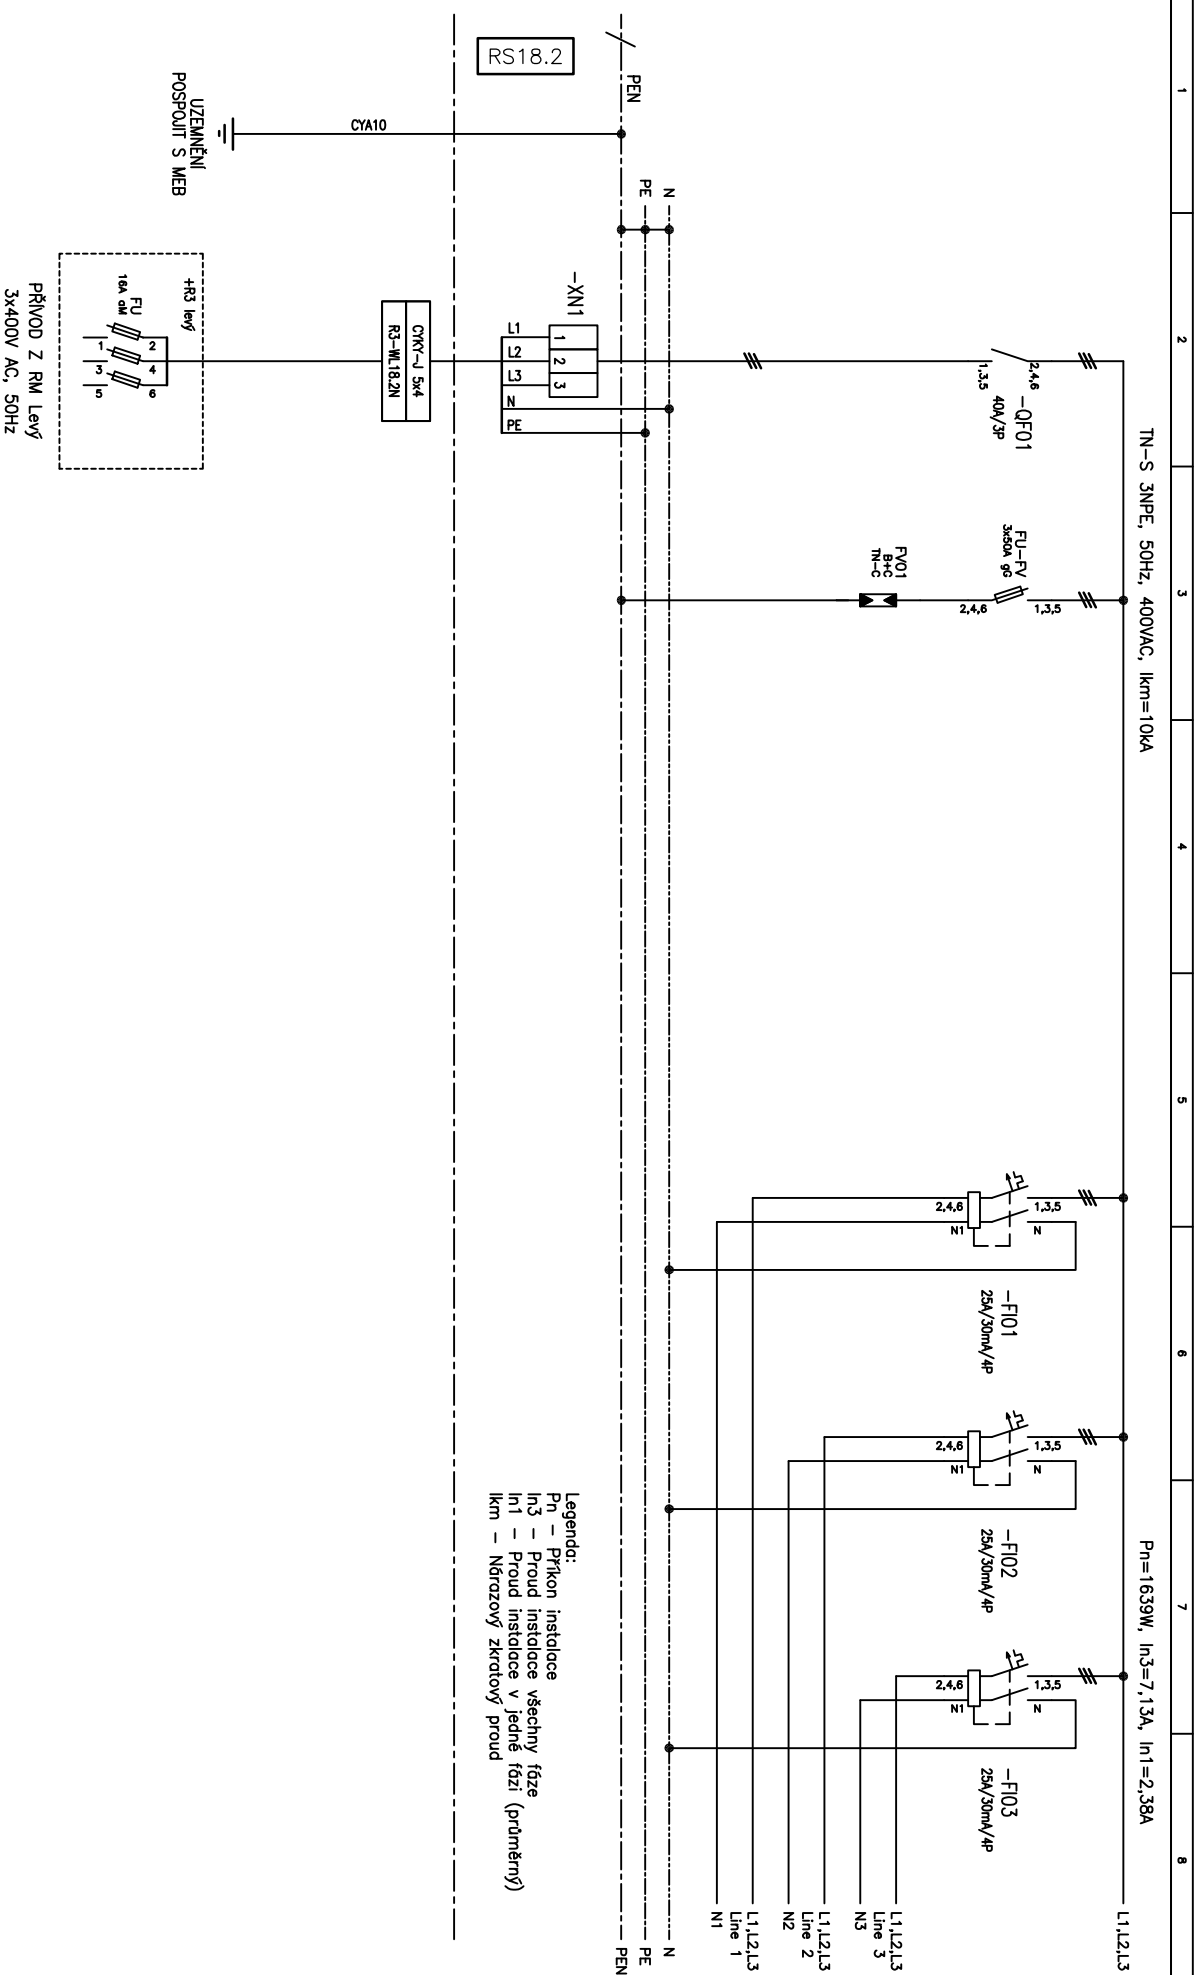 1
2
3
4
5
6
7
8
TN-S 3NPE, 50Hz, 400VAC, Ikm=10kA
Pn=1639W, In3=7,13A, In1=2,38A
L1,L2,L3
2,4,6
1,3,5
-QF01
40A/3P
FU-FV
3x50A gG
1,3,5
2,4,6
FV01
B+C
TN-C
1,3,5
N
2,4,6
N1
-FI01
25A/30mA/4P
1,3,5
N
2,4,6
N1
-FI02
25A/30mA/4P
1,3,5
N
2,4,6
N1
-FI03
25A/30mA/4P
L1,L2,L3
Line 3
N3
L1,L2,L3
Line 2
N2
L1,L2,L3
Line 1
N1
N
PE
PEN
N
PE
PEN
RS18.2
-XN1
1
2
3
L1
L2
L3
N
PE
CYA10
CYKY-J 5x4
R3-WL18.2N
UZEMNĚNÍ
POSPOJIT S MEB
+R3 levý
FU
16A aM
2
4
6
1
3
5
PŘÍVOD Z RM Levý
3x400V AC, 50Hz
Legenda:
Pn - Příkon instalace
In3 - Proud instalace všechny fáze
In1 - Proud instalace v jedné fázi (průměrný)
Ikm - Nárazový zkratový proud